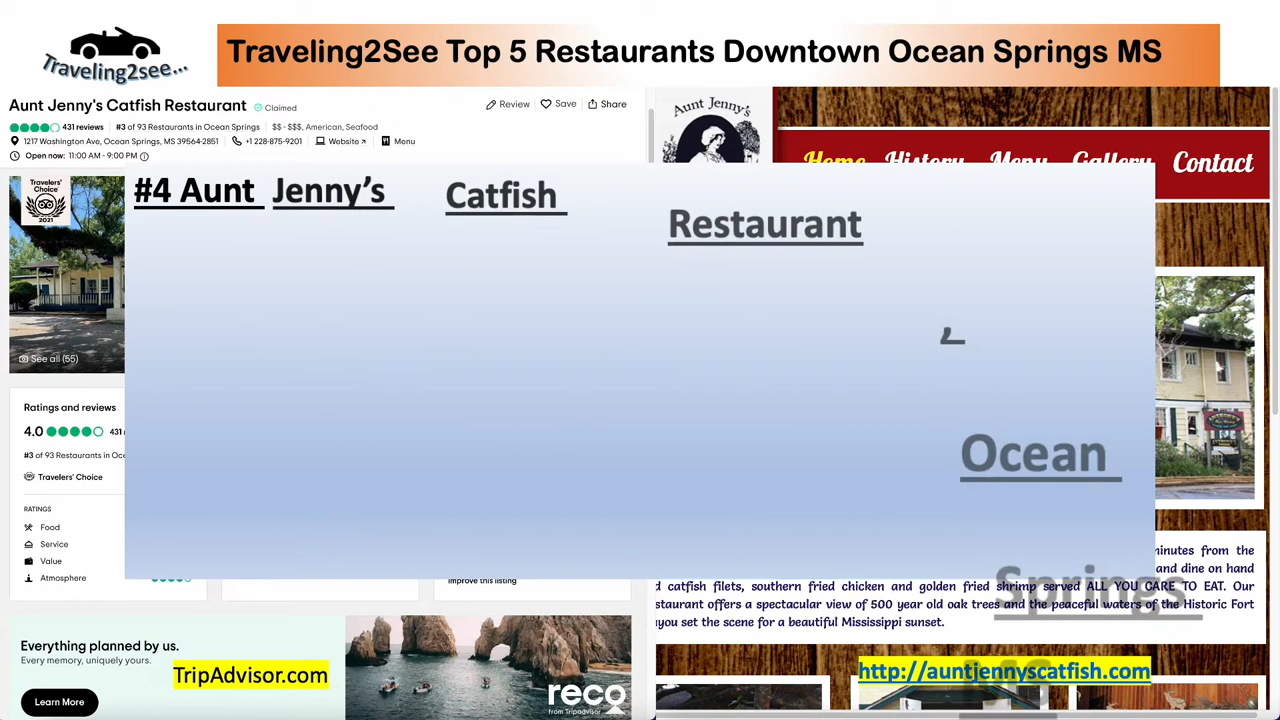 Traveling2see...
Traveling2See Top 5 Restaurants Downtown Ocean Springs MS
Aunt Jenny's Catfish Restaurant
Claimed
Review
Save
Share
431 reviews
#3 of 93 Restaurants in Ocean Springs
$$ - $$$, American, Seafood
1217 Washington Ave, Ocean Springs, MS 39564-2851
+1 228-875-9201
Website
Menu
Open now: 11:00 AM - 9:00 PM
Aunt Jenny's
Home
History
Menu
Gallery
Contact
Travelers' Choice
2021
#4 Aunt Jenny's Catfish Restaurant, Ocean Springs MS
See all (55)
Ratings and reviews
4.0
431
#3 of 93 Restaurants in
Travelers' Choice
RATINGS
Food
Service
Value
Atmosphere
Improve this listing
minutes from the
and dine on hand
catfish filets, southern fried chicken and golden fried shrimp served ALL YOU CARE TO EAT. Our
staurant offers a spectacular view of 500 year old oak trees and the peaceful waters of the Historic Fort
you set the scene for a beautiful Mississippi sunset.
Everything planned by us.
Every memory, uniquely yours.
Learn More
TripAdvisor.com
reco
from Tripadvisor
http://auntjennyscatfish.com